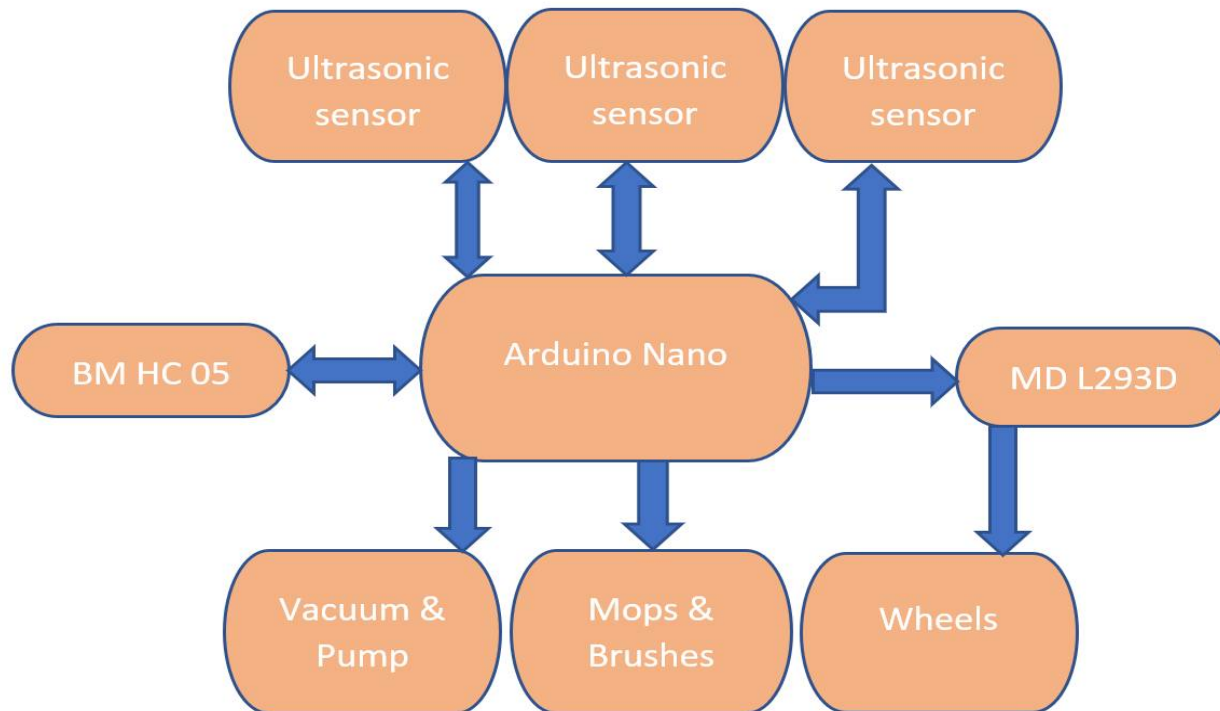 Ultrasonic
sensor
Ultrasonic
sensor
Ultrasonic
sensor
BM HC 05
Arduino Nano
MD L293D
Vacuum &
Pump
Mops &
Brushes
Wheels